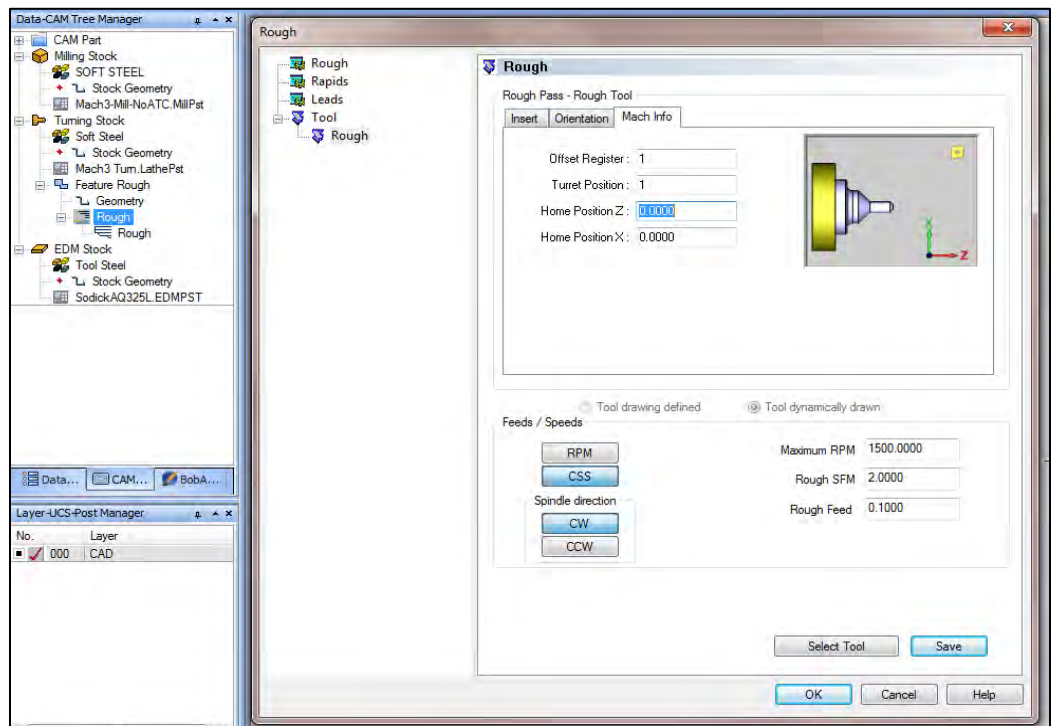 Data-CAM Tree Manager
CAM Part
Milling Stock
SOFT STEEL
Stock Geometry
Mach3-Mill-NoATC.MillPst
Turning Stock
Soft Steel
Stock Geometry
Mach3 Turn.LathePst
Feature Rough
Geometry
Rough
Rough
EDM Stock
Tool Steel
Stock Geometry
SodickAQ325L.EDMPST
Data... CAM... BobA...
Layer-UCS-Post Manager
No. Layer
000 CAD
Rough
Rough
Rapids
Leads
Tool
Rough
Rough
Rough Pass - Rough Tool
Insert Orientation Mach Info
Offset Register : 1
Turret Position : 1
Home Position Z : 0.0000
Home Position X : 0.0000
X
Z
Tool drawing defined Tool dynamically drawn
Feeds / Speeds
RPM
CSS
Spindle direction
CW
CCW
Maximum RPM 1500.0000
Rough SFM 2.0000
Rough Feed 0.1000
Select Tool Save
OK Cancel Help